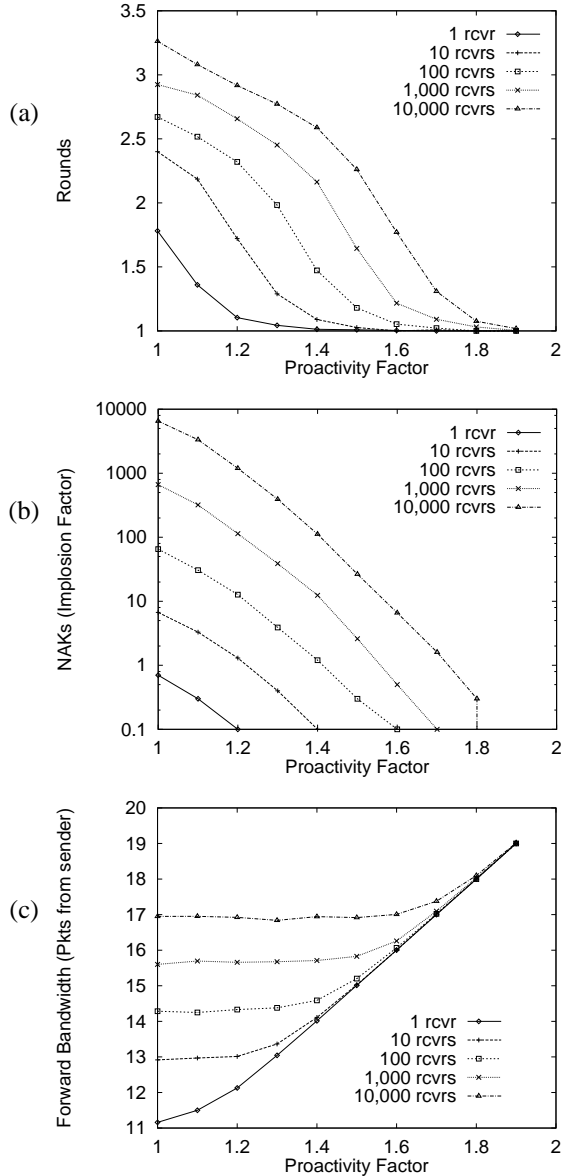 (a)
Rounds
3.5
3
2.5
2
1.5
1
1 rcvr
10 rcvrs
100 rcvrs
1,000 rcvrs
10,000 rcvrs
1 1.2 1.4 1.6 1.8 2
Proactivity Factor
(b)
NAKs (Implosion Factor)
10000
1000
100
10
1
0.1
1 rcvr
10 rcvrs
100 rcvrs
1,000 rcvrs
10,000 rcvrs
1 1.2 1.4 1.6 1.8 2
Proactivity Factor
(c)
Forward Bandwidth (Pkts from sender)
20
19
18
17
16
15
14
13
12
11
1 rcvr
10 rcvrs
100 rcvrs
1,000 rcvrs
10,000 rcvrs
1 1.2 1.4 1.6 1.8 2
Proactivity Factor